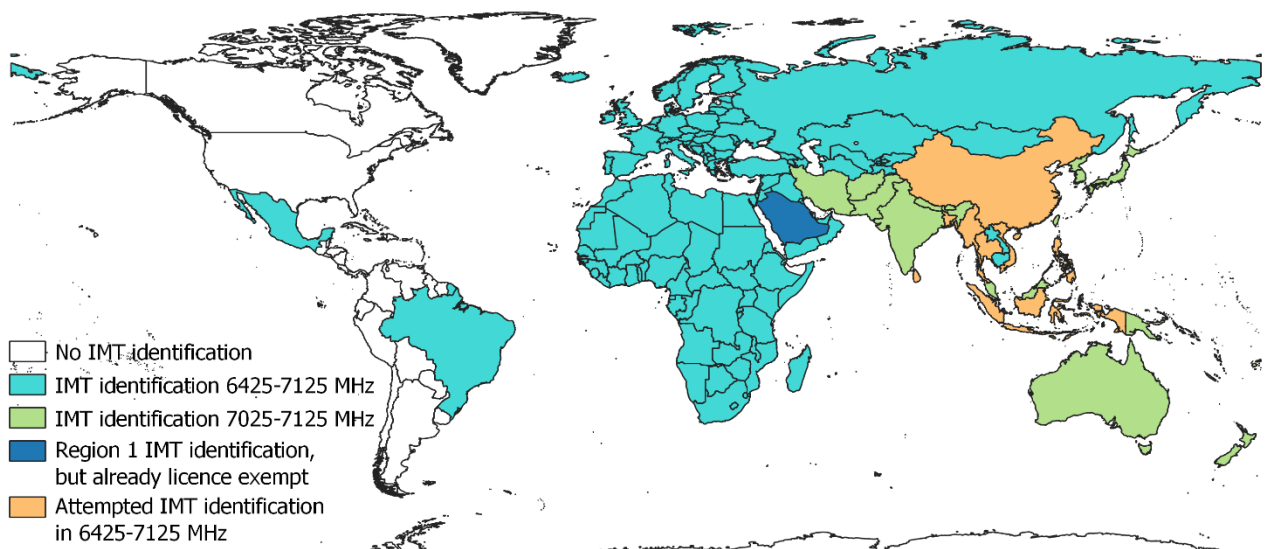 No IMT identification
IMT identification 6425-7125 MHz
IMT identification 7025-7125 MHz
Region 1 IMT identification,
but already licence exempt
Attempted IMT identification
in 6425-7125 MHz